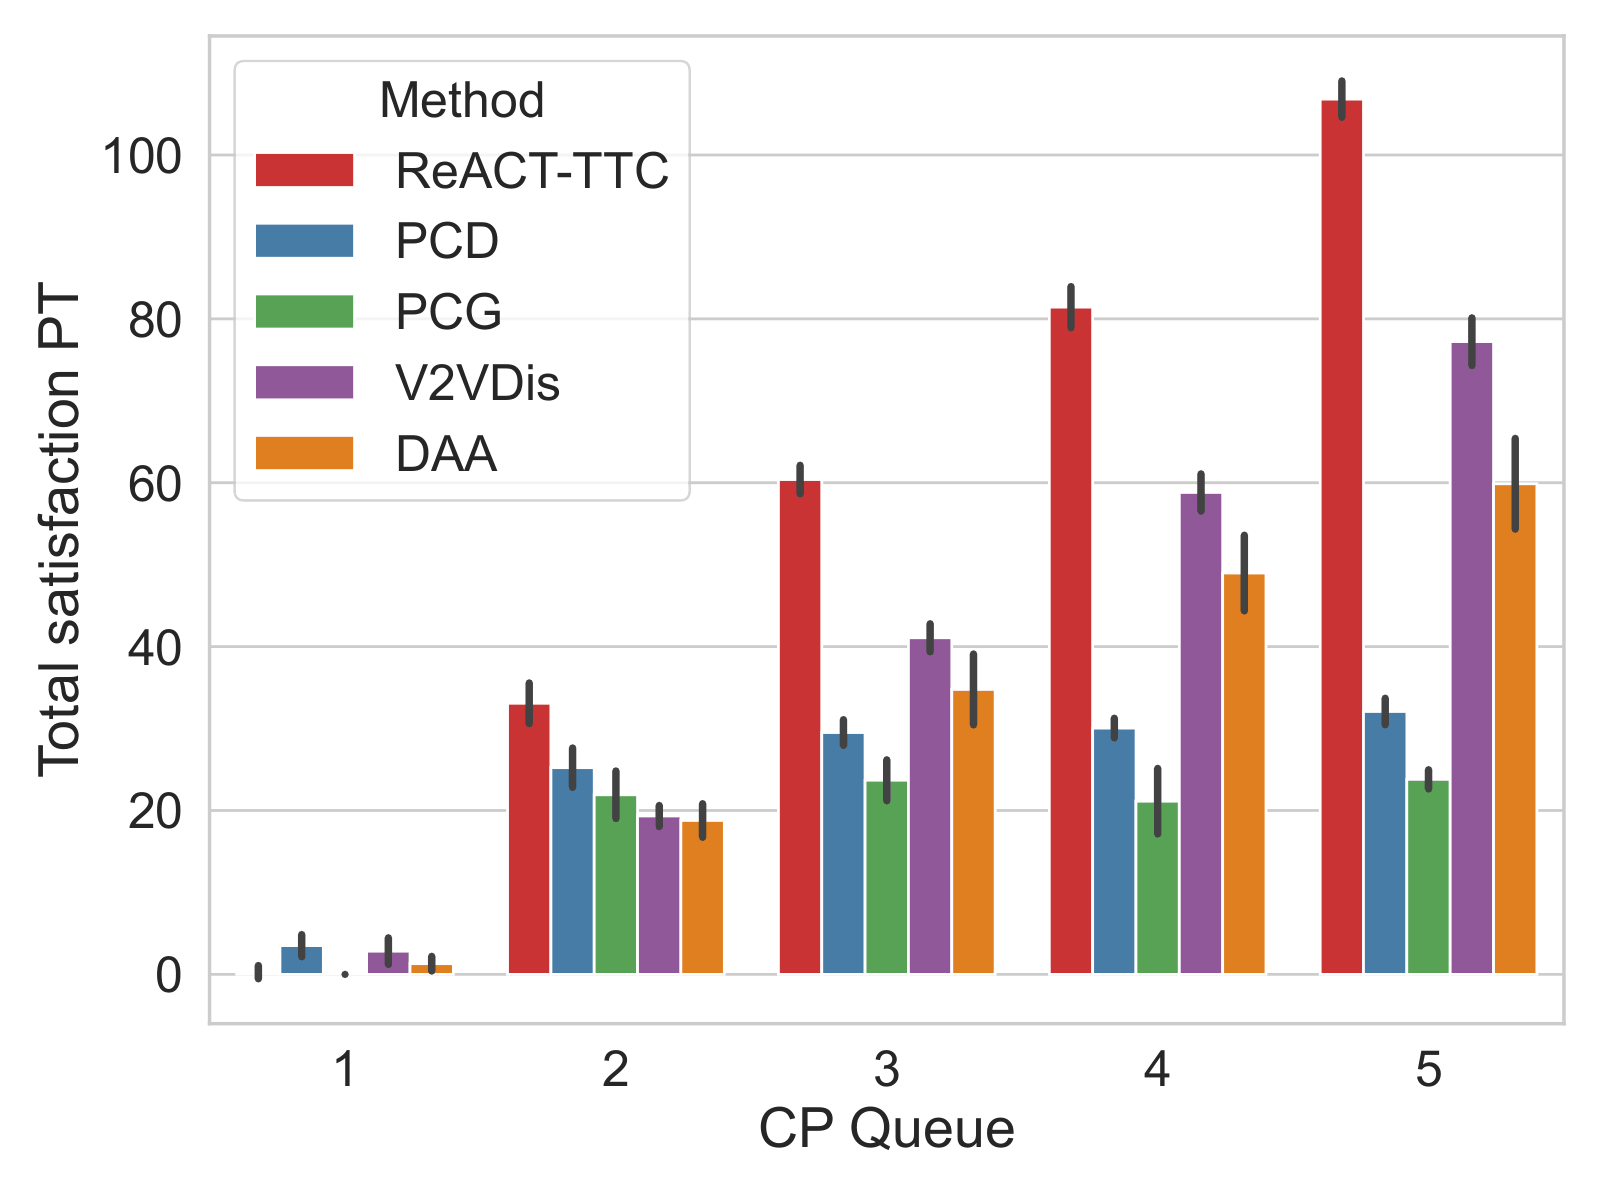 Method
ReACT-TTC
PCD
PCG
V2VDis
DAA
Total satisfaction PT
100
80
60
40
20
0
1 2 3 4 5
CP Queue